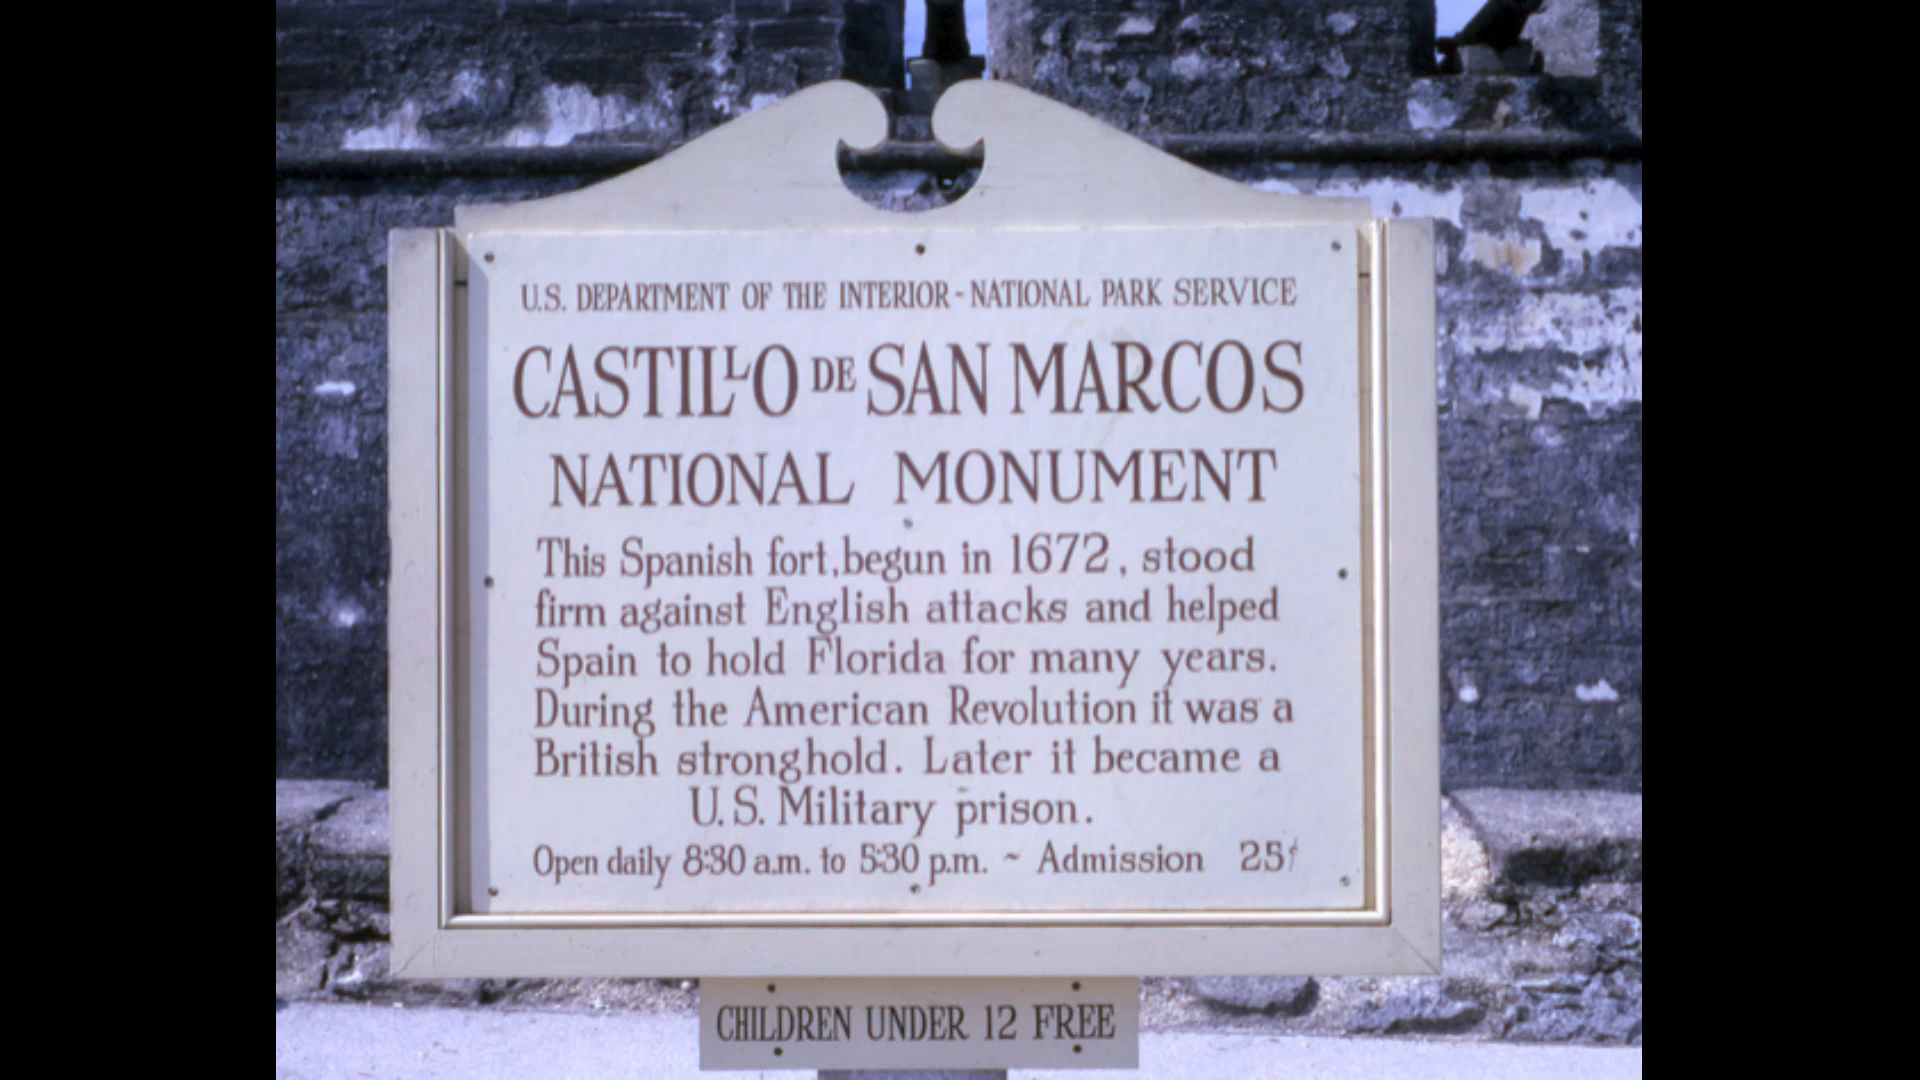 U.S. DEPARTMENT OF THE INTERIOR - NATIONAL PARK SERVICE
CASTILLO DE SAN MARCOS
NATIONAL MONUMENT
This Spanish fort, begun in 1672, stood
firm against English attacks and helped
Spain to hold Florida for many years.
During the American Revolution it was a
British stronghold. Later it became a
U.S. Military prison.
Open daily 8:30 a.m. to 5:30 p.m. ~ Admission 25¢
CHILDREN UNDER 12 FREE